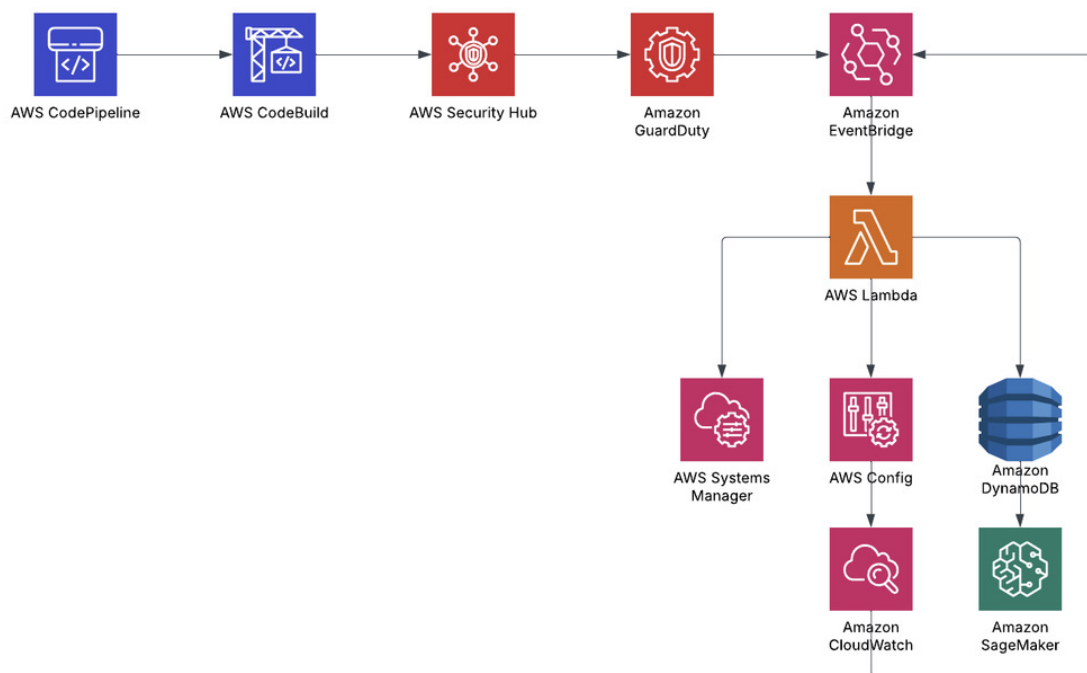 AWS CodePipeline
AWS CodeBuild
AWS Security Hub
Amazon
GuardDuty
Amazon
EventBridge
AWS Lambda
AWS Systems
Manager
AWS Config
Amazon
DynamoDB
Amazon
CloudWatch
Amazon
SageMaker